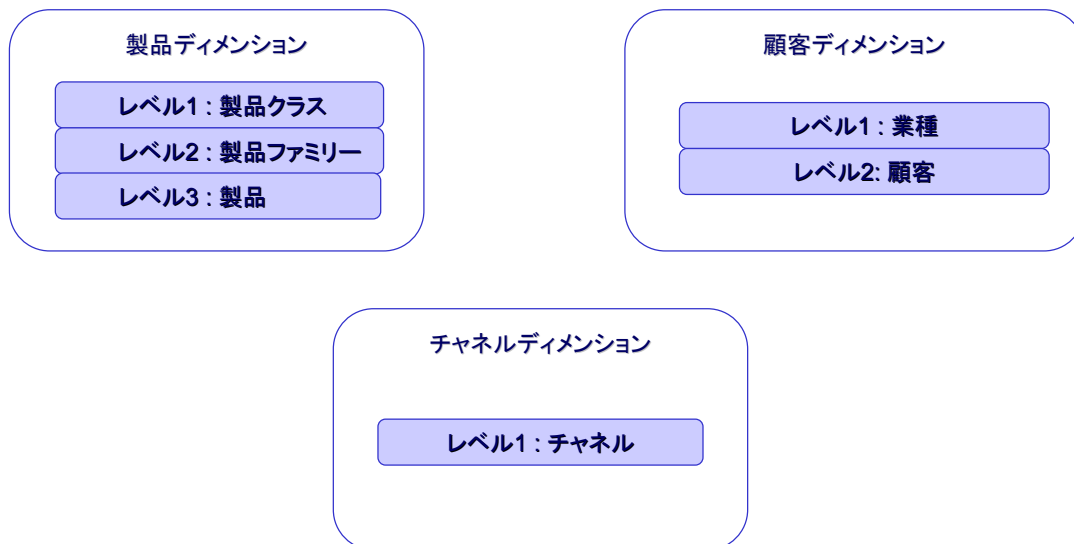 製品ディメンション
レベル1 : 製品クラス
レベル2 : 製品ファミリー
レベル3 : 製品
顧客ディメンション
レベル1 : 業種
レベル2: 顧客
チャネルディメンション
レベル1 : チャネル